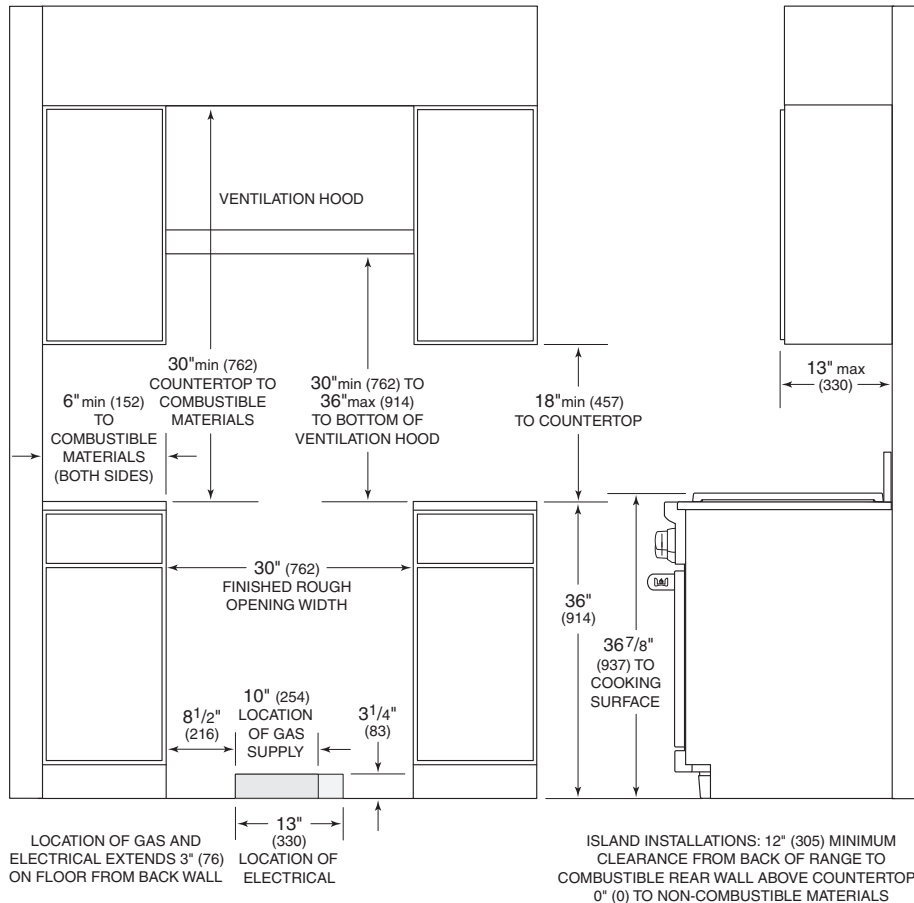 VENTILATION HOOD
30" min (762)
COUNTERTOP TO
COMBUSTIBLE
MATERIALS
6" min (152)
TO
COMBUSTIBLE
MATERIALS
(BOTH SIDES)
30" min (762) TO
36" max (914)
TO BOTTOM OF
VENTILATION HOOD
18" min (457)
TO COUNTERTOP
13" max
(330)
30" (762)
FINISHED ROUGH
OPENING WIDTH
36"
(914)
36 7/8"
(937) TO
COOKING
SURFACE
8 1/2"
(216)
10" (254)
LOCATION
OF GAS
SUPPLY
3 1/4"
(83)
13"
(330)
LOCATION OF
ELECTRICAL
LOCATION OF GAS AND
ELECTRICAL EXTENDS 3" (76)
ON FLOOR FROM BACK WALL
ISLAND INSTALLATIONS: 12" (305) MINIMUM
CLEARANCE FROM BACK OF RANGE TO
COMBUSTIBLE REAR WALL ABOVE COUNTERTOP
0" (0) TO NON-COMBUSTIBLE MATERIALS